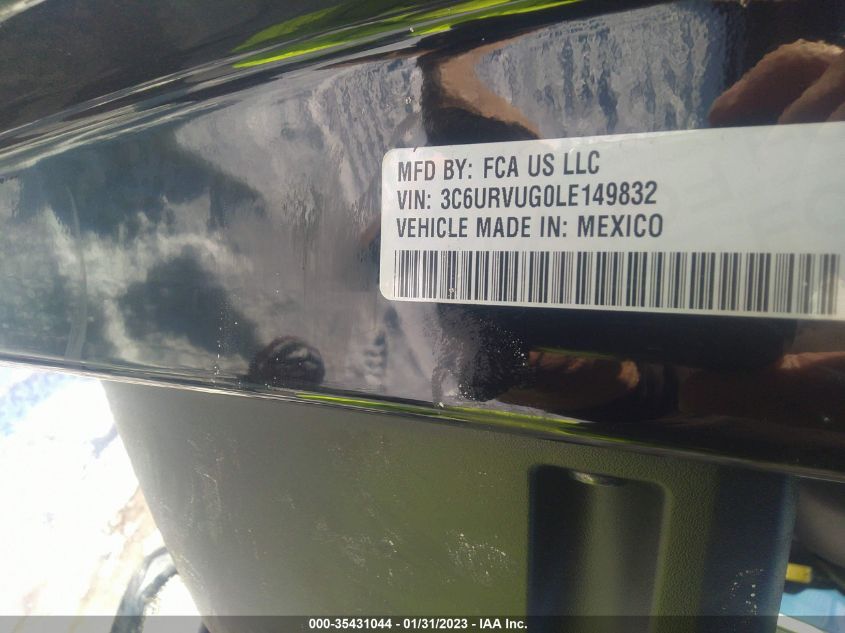 MFD BY: FCA US LLC
VIN: 3C6URVUG0LE149832
VEHICLE MADE IN: MEXICO
000-35431044 - 01/31/2023 - IAA Inc.